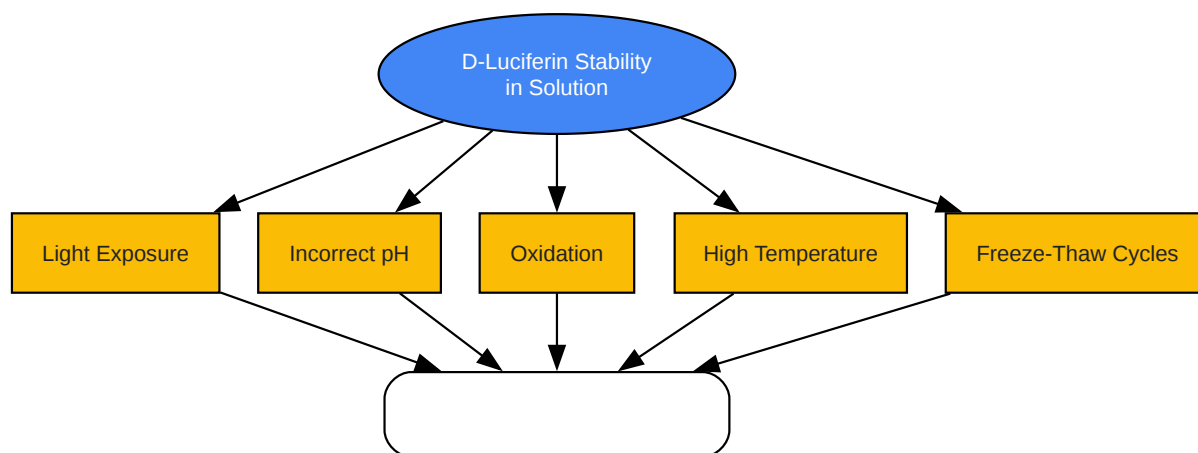 D-Luciferin Stability
in Solution
Light Exposure
Incorrect pH
Oxidation
High Temperature
Freeze-Thaw Cycles